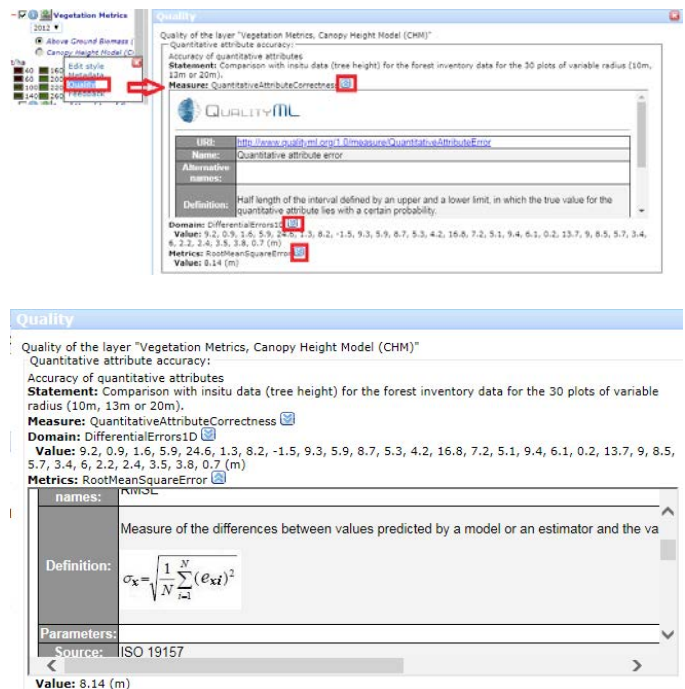 Vegetation Metrics
2012
Above Ground Biomass (
Canopy Height Model (C
t/ha
40 160
60 200
100 220
140 260
Edit style
Metadata
Quality
Feedback
Quality
Quality of the layer "Vegetation Metrics, Canopy Height Model (CHM)"
Quantitative attribute accuracy:
Accuracy of quantitative attributes
Statement: Comparison with insitu data (tree height) for the forest inventory data for the 30 plots of variable radius (10m,
13m or 20m).
Measure: QuantitativeAttributeCorrectness
QUALITYML
URI: http://www.qualityml.org/1.0/measure/QuantitativeAttributeError
Name: Quantitative attribute error
Alternative
names:
Definition: Half length of the interval defined by an upper and a lower limit, in which the true value for the
quantitative attribute lies with a certain probability.
Domain: DifferentialErrors1D
Value: 9.2, 0.9, 1.6, 5.9, 24.6, 1.3, 8.2, -1.5, 9.3, 5.9, 8.7, 5.3, 4.2, 16.8, 7.2, 5.1, 9.4, 6.1, 0.2, 13.7, 9, 8.5, 5.7, 3.4,
6, 2.2, 2.4, 3.5, 3.8, 0.7 (m)
Metrics: RootMeanSquareError
Value: 8.14 (m)
Quality
Quality of the layer "Vegetation Metrics, Canopy Height Model (CHM)"
Quantitative attribute accuracy:
Accuracy of quantitative attributes
Statement: Comparison with insitu data (tree height) for the forest inventory data for the 30 plots of variable
radius (10m, 13m or 20m).
Measure: QuantitativeAttributeCorrectness
Domain: DifferentialErrors1D
Value: 9.2, 0.9, 1.6, 5.9, 24.6, 1.3, 8.2, -1.5, 9.3, 5.9, 8.7, 5.3, 4.2, 16.8, 7.2, 5.1, 9.4, 6.1, 0.2, 13.7, 9, 8.5,
5.7, 3.4, 6, 2.2, 2.4, 3.5, 3.8, 0.7 (m)
Metrics: RootMeanSquareError
names: RMSE
Measure of the differences between values predicted by a model or an estimator and the va
Definition: σx=√(1/N ∑_{i=1}^{N} (e_{xi})²)
Parameters:
Source: ISO 19157
Value: 8.14 (m)